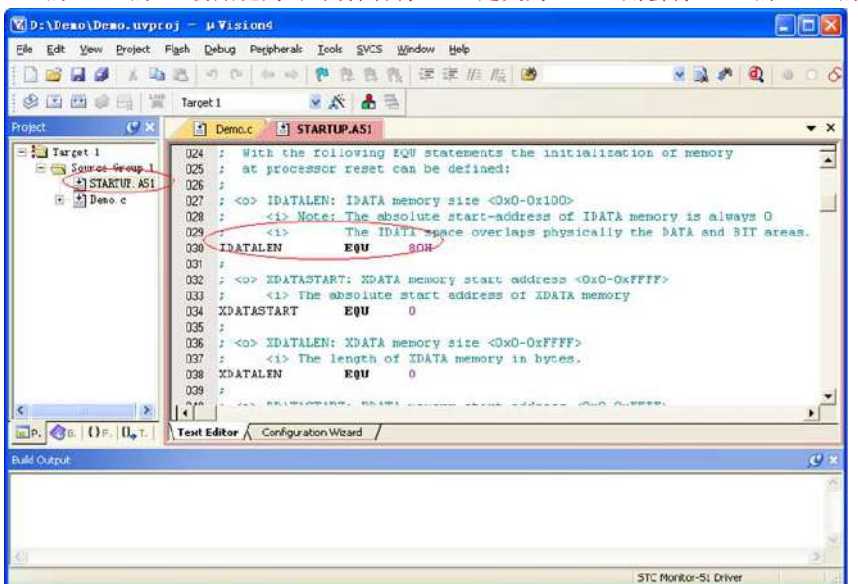 D:\Demo\Demo.uvproj - µVision4
File Edit View Project Flash Debug Peripherals Tools SVCS Window Help
Target 1
Project
Demo.c STARTUP.A51
Target 1
Source Group 1
STARTUP.A51
Demo.c
024 ; With the following EQU statements the initialization of memory
025 ; at processor reset can be defined:
026 ;
027 ; <o> IDATALEN: IDATA memory size <0x0-0x100>
028 ; <i> Note: The absolute start-address of IDATA memory is always 0
029 ; <i> The IDATA space overlaps physically the DATA and BIT areas.
030 IDATALEN EQU 80H
031 ;
032 ; <o> XDATASTART: XDATA memory start address <0x0-0xFFFF>
033 ; <i> The absolute start address of XDATA memory
034 XDATASTART EQU 0
035 ;
036 ; <o> XDATALEN: XDATA memory size <0x0-0xFFFF>
037 ; <i> The length of XDATA memory in bytes.
038 XDATALEN EQU 0
039 ;
P. B. {}F. 0 T.
Text Editor Configuration Wizard
Build Output
STC Monitor-51 Driver